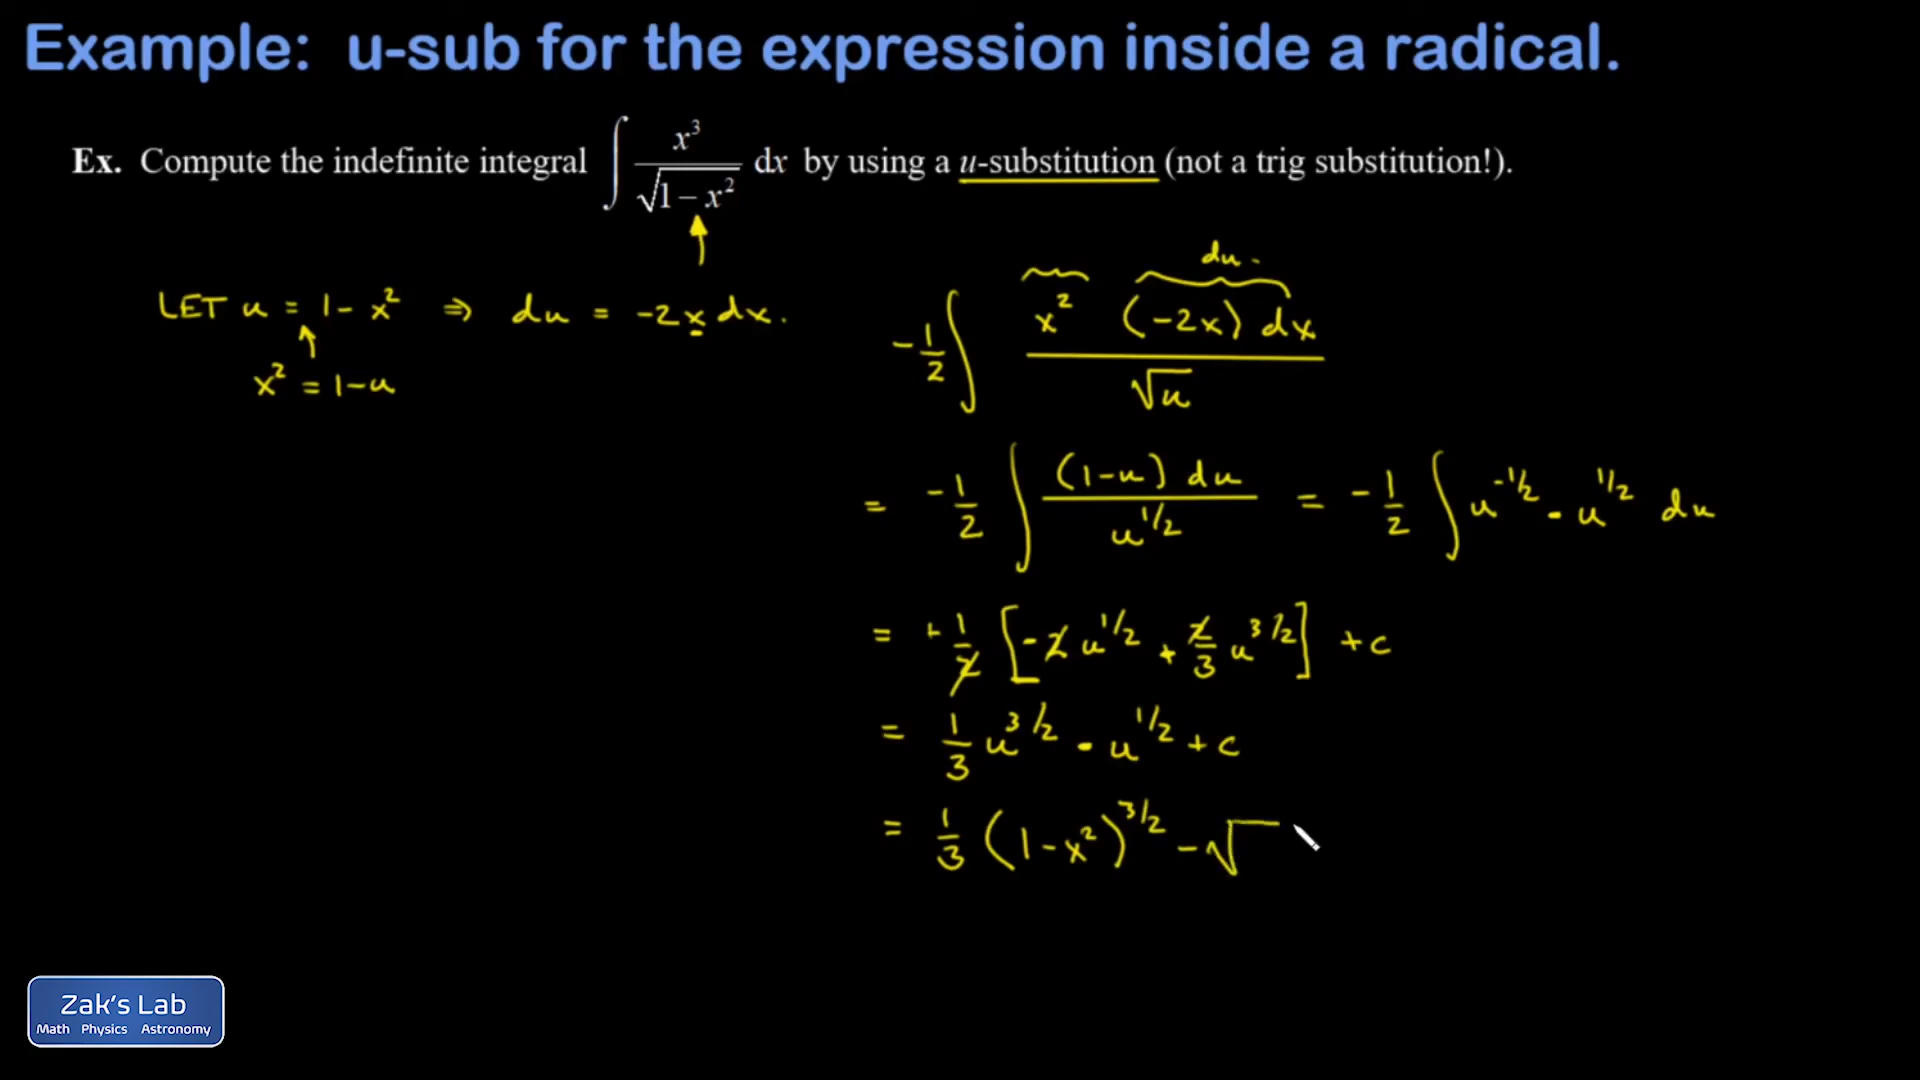 Example: u-sub for the expression inside a radical.
Ex. Compute the indefinite integral ∫ x³/√(1 − x²) dx by using a u-substitution (not a trig substitution!).
LET u = 1 - x² ⇒ du = -2x dx.
x² = 1-u
du.
-1/2 ∫ x² (-2x) dx / √u
= -1/2 ∫ (1-u) du / u^1/2 = -1/2 ∫ u^-1/2 - u^1/2 du
= +1/2 [-2u^1/2 + 2/3 u^3/2] + c
= 1/3 u^3/2 - u^1/2 + c
= 1/3 (1-x²)^3/2 - √
Zak's Lab
Math Physics Astronomy